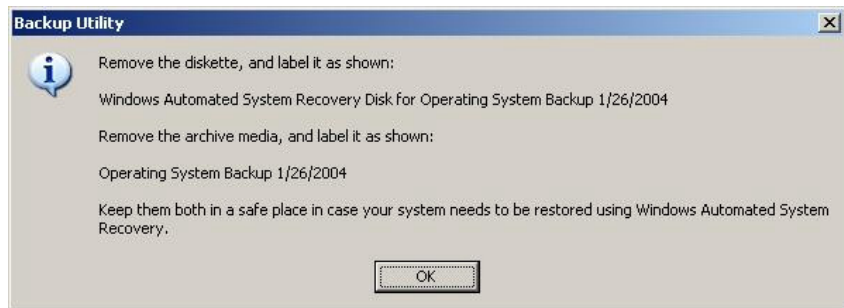 Backup Utility
Remove the diskette, and label it as shown:
Windows Automated System Recovery Disk for Operating System Backup 1/26/2004
Remove the archive media, and label it as shown:
Operating System Backup 1/26/2004
Keep them both in a safe place in case your system needs to be restored using Windows Automated System
Recovery.
OK